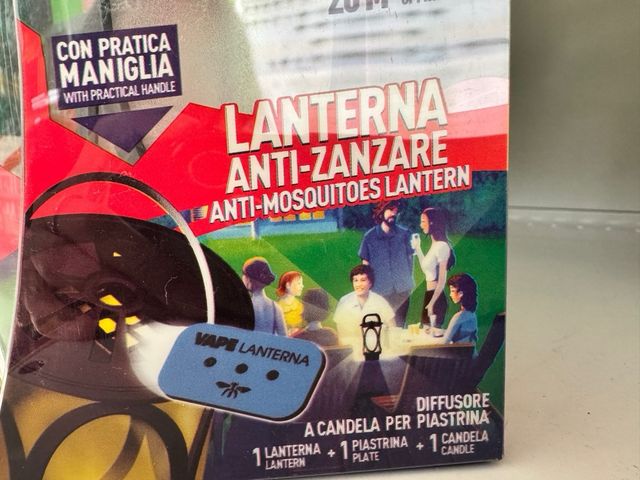 CON PRATICA
MANIGLIA
WITH PRACTICAL HANDLE
LANTERNA
ANTI-ZANZARE
ANTI-MOSQUITOES LANTERN
VAPE LANTERNA
DIFFUSORE
A CANDELA PER PIASTRINA
1 LANTERNA + 1 PIASTRINA + 1 CANDELA
LANTERN PLATE CANDLE